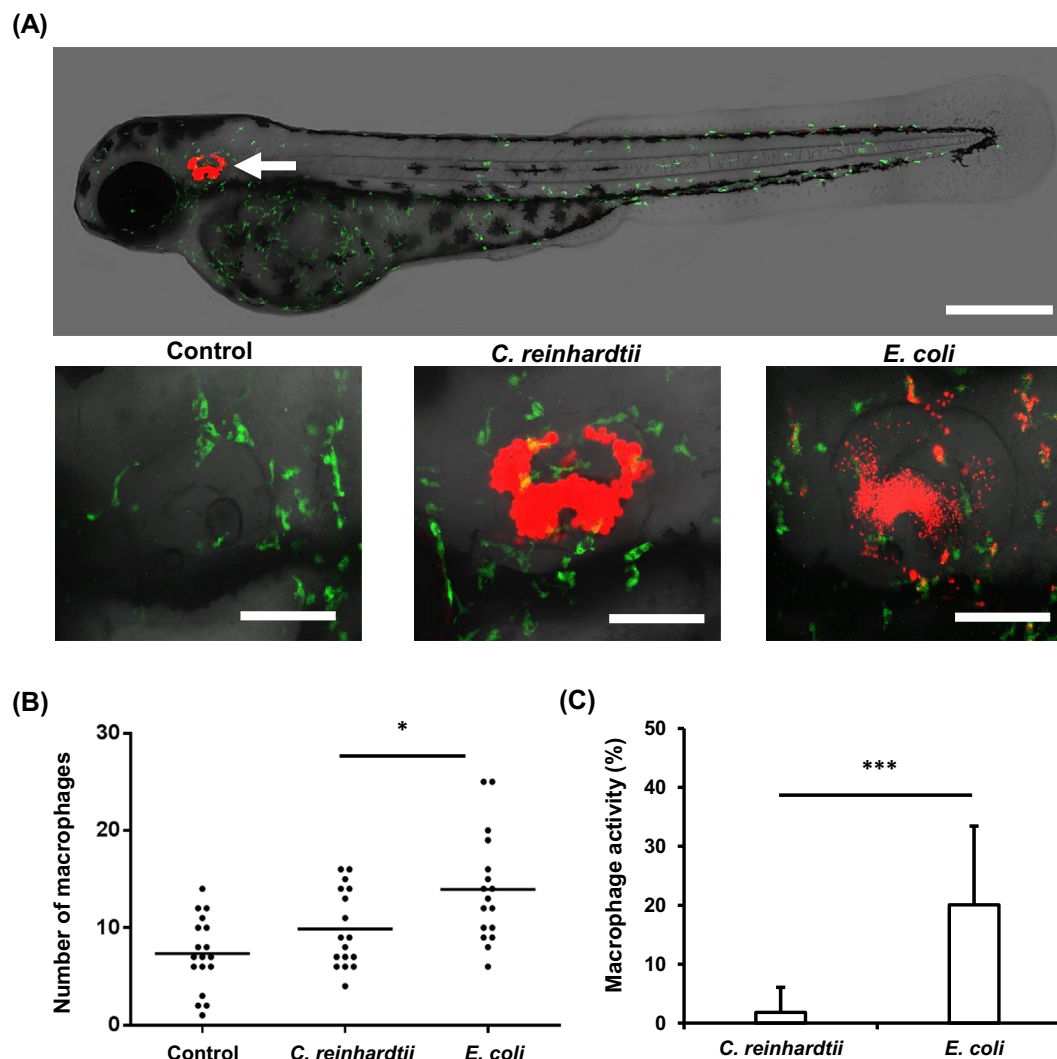 (A)
Control
C. reinhardtii
E. coli
(B)
Number of macrophages
30
20
10
0
*
Control
C. reinhardtii
E. coli
(C)
Macrophage activity (%)
50
40
30
20
10
0
***
C. reinhardtii
E. coli